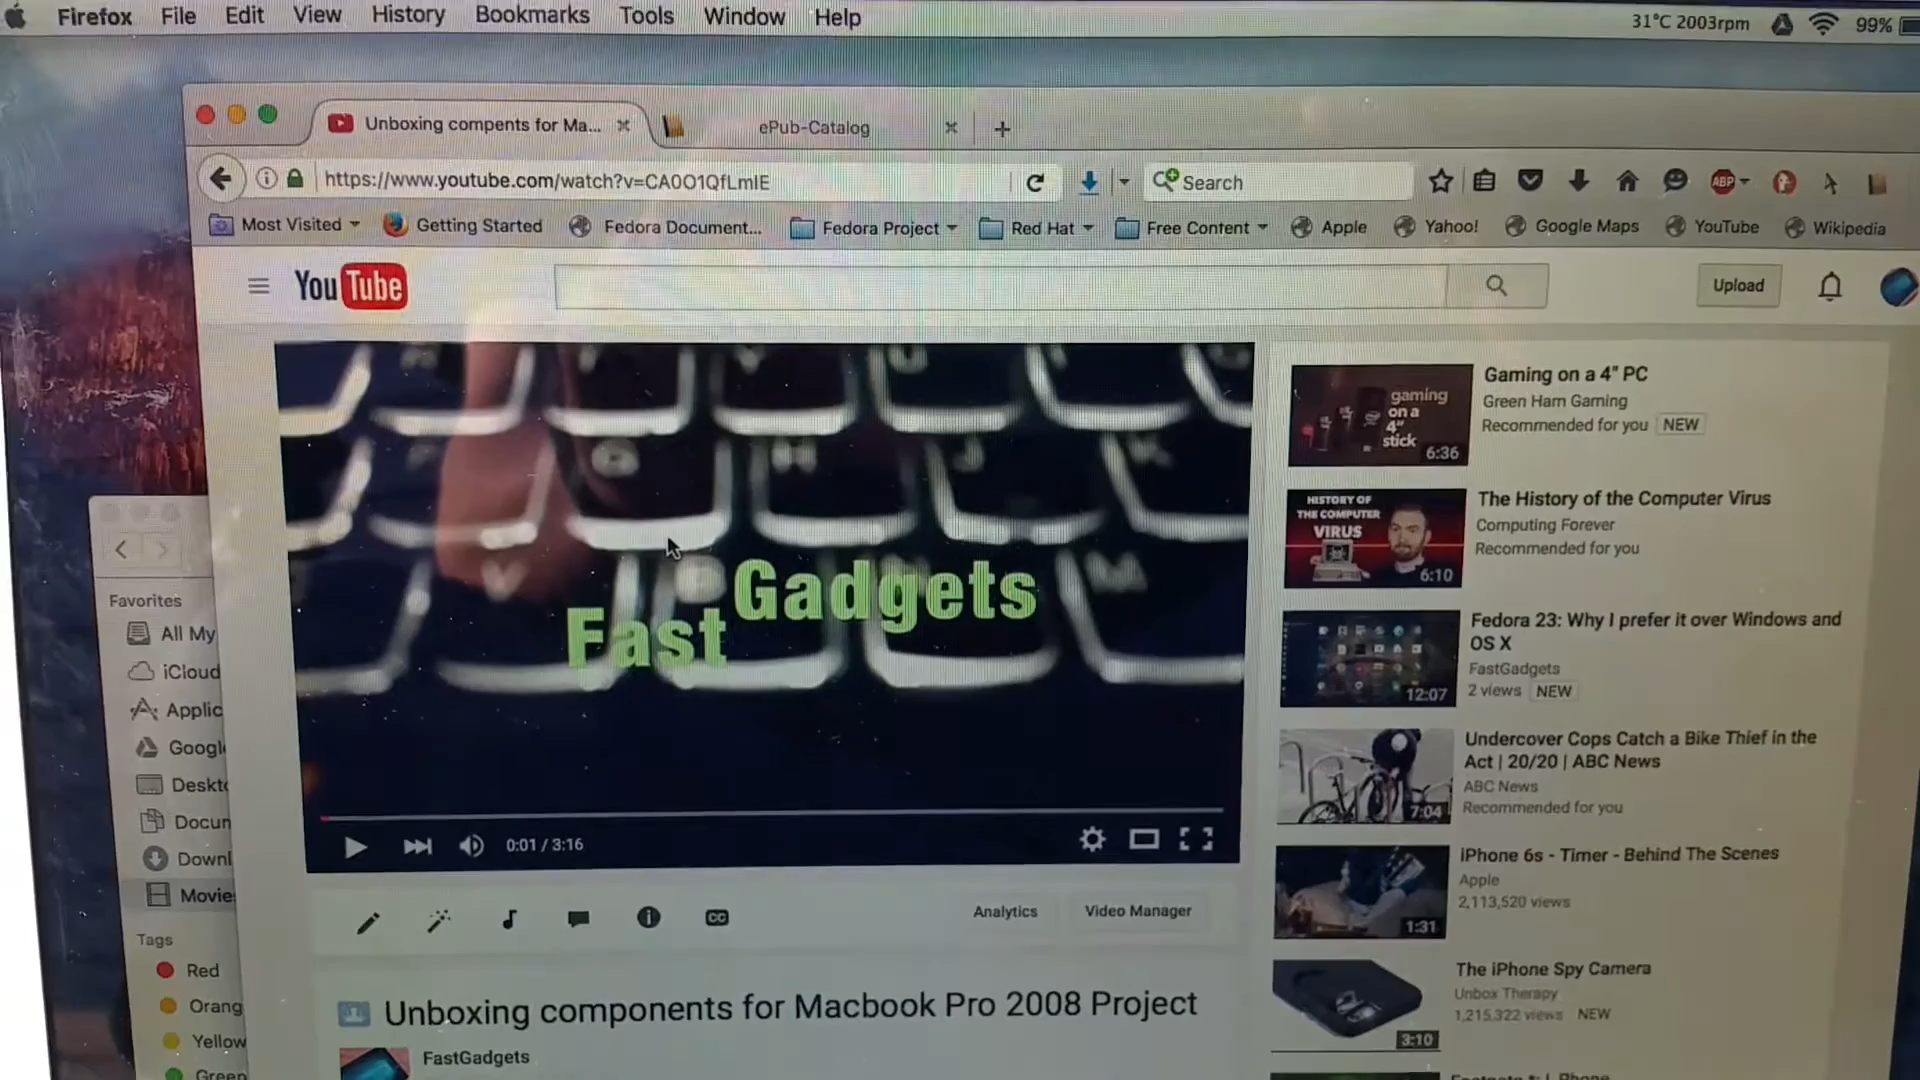 Firefox File Edit View History Bookmarks Tools Window Help
31°C 2003rpm 99%
Unboxing compents for Ma...
ePub-Catalog
https://www.youtube.com/watch?v=CA0O1QfLmIE
Search
ABP
Most Visited Getting Started Fedora Document... Fedora Project Red Hat Free Content Apple Yahoo! Google Maps YouTube Wikipedia
YouTube
Upload
Fast Gadgets
0:01 / 3:16
CC
Analytics
Video Manager
Unboxing components for Macbook Pro 2008 Project
FastGadgets
gaming
on a
4"
stick
6:36
Gaming on a 4" PC
Green Ham Gaming
Recommended for you NEW
HISTORY OF
THE COMPUTER
VIRUS
6:10
The History of the Computer Virus
Computing Forever
Recommended for you
12:07
Fedora 23: Why I prefer it over Windows and
OS X
FastGadgets
2 views NEW
7:04
Undercover Cops Catch a Bike Thief in the
Act | 20/20 | ABC News
ABC News
Recommended for you
1:31
iPhone 6s - Timer - Behind The Scenes
Apple
2,113,520 views
3:10
The iPhone Spy Camera
Unbox Therapy
1,215,322 views NEW
Favorites
All My
iCloud
Applic
Googl
Deskto
Docun
Downl
Movie
Tags
Red
Orang
Yellow
Green